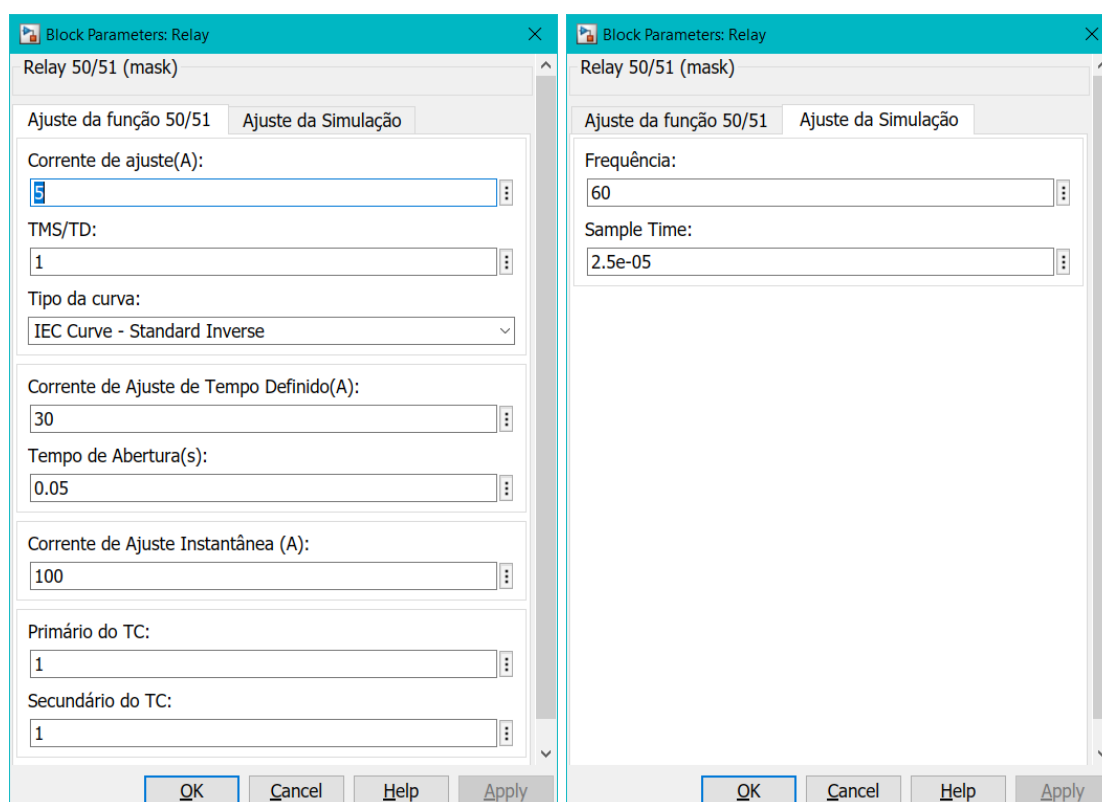 Block Parameters: Relay
Relay 50/51 (mask)
Ajuste da função 50/51
Ajuste da Simulação
Corrente de ajuste(A):
5
TMS/TD:
1
Tipo da curva:
IEC Curve - Standard Inverse
Corrente de Ajuste de Tempo Definido(A):
30
Tempo de Abertura(s):
0.05
Corrente de Ajuste Instantânea (A):
100
Primário do TC:
1
Secundário do TC:
1
OK
Cancel
Help
Apply
Block Parameters: Relay
Relay 50/51 (mask)
Ajuste da função 50/51
Ajuste da Simulação
Frequência:
60
Sample Time:
2.5e-05
OK
Cancel
Help
Apply